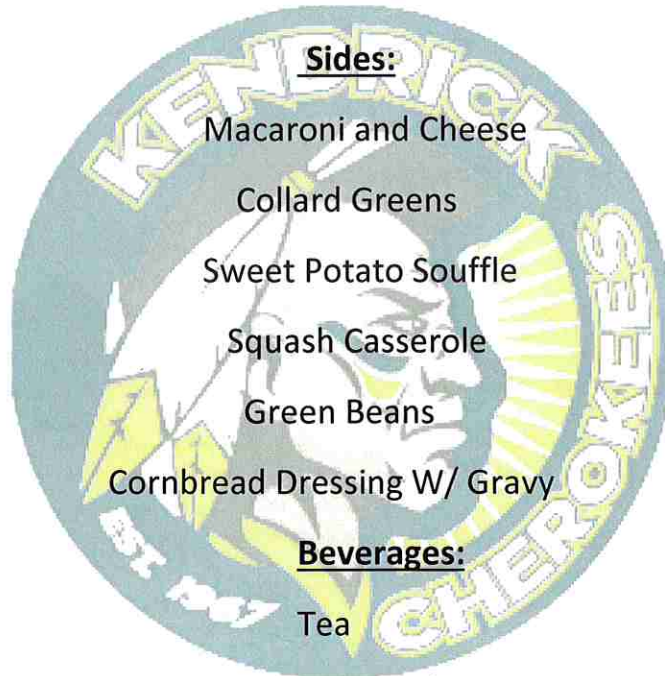 KENDRICK
CHEROKEES
Sides:
Macaroni and Cheese
Collard Greens
Sweet Potato Souffle
Squash Casserole
Green Beans
Cornbread Dressing W/ Gravy
Beverages:
Tea
EST. 1967